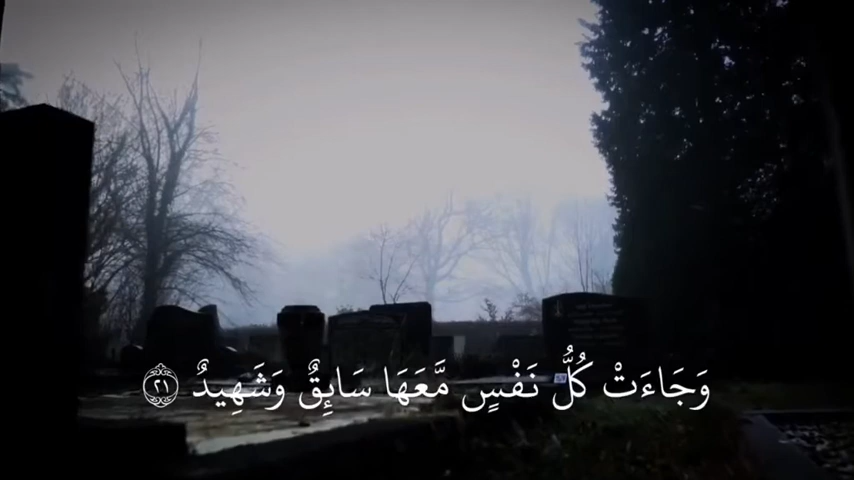 وَجَاءَتْ كُلُّ نَفْسٍ مَّعَهَا سَائِقٌ وَشَهِيدٌ ۝٢١